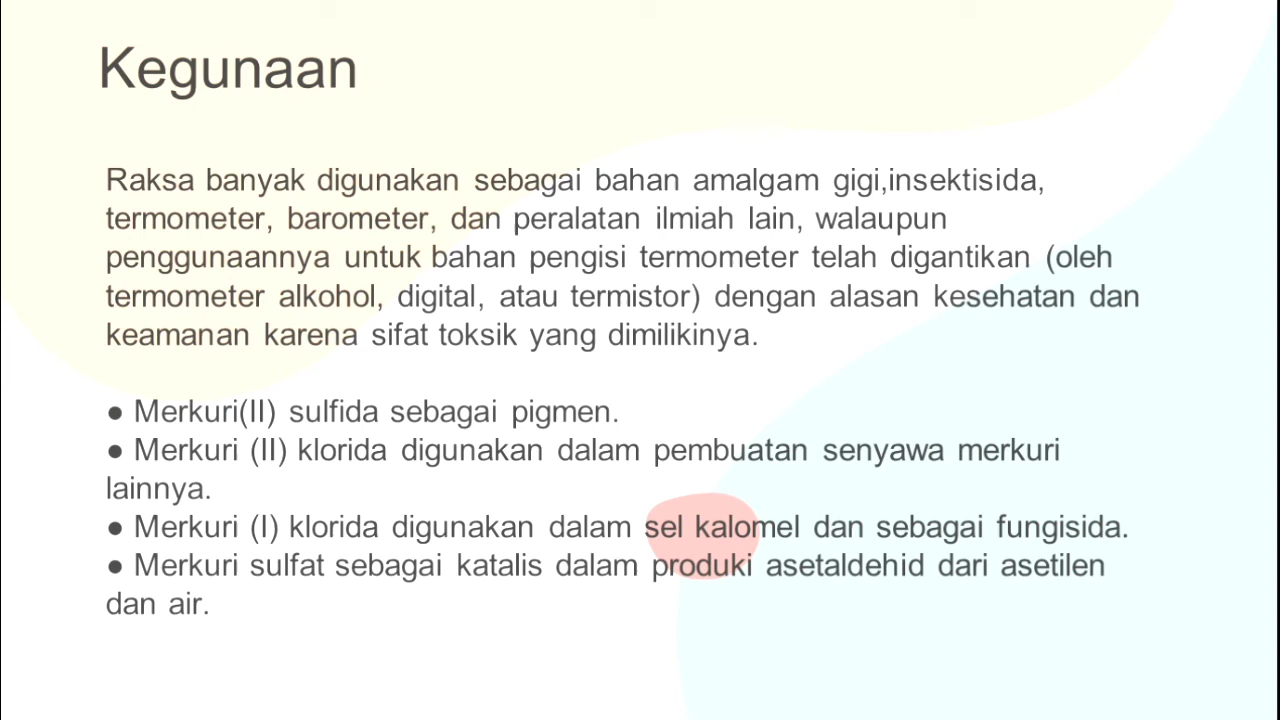 Kegunaan
Raksa banyak digunakan sebagai bahan amalgam gigi,insektisida,
termometer, barometer, dan peralatan ilmiah lain, walaupun
penggunaannya untuk bahan pengisi termometer telah digantikan (oleh
termometer alkohol, digital, atau termistor) dengan alasan kesehatan dan
keamanan karena sifat toksik yang dimilikinya.
● Merkuri(II) sulfida sebagai pigmen.
● Merkuri (II) klorida digunakan dalam pembuatan senyawa merkuri
lainnya.
● Merkuri (I) klorida digunakan dalam sel kalomel dan sebagai fungisida.
● Merkuri sulfat sebagai katalis dalam produki asetaldehid dari asetilen
dan air.